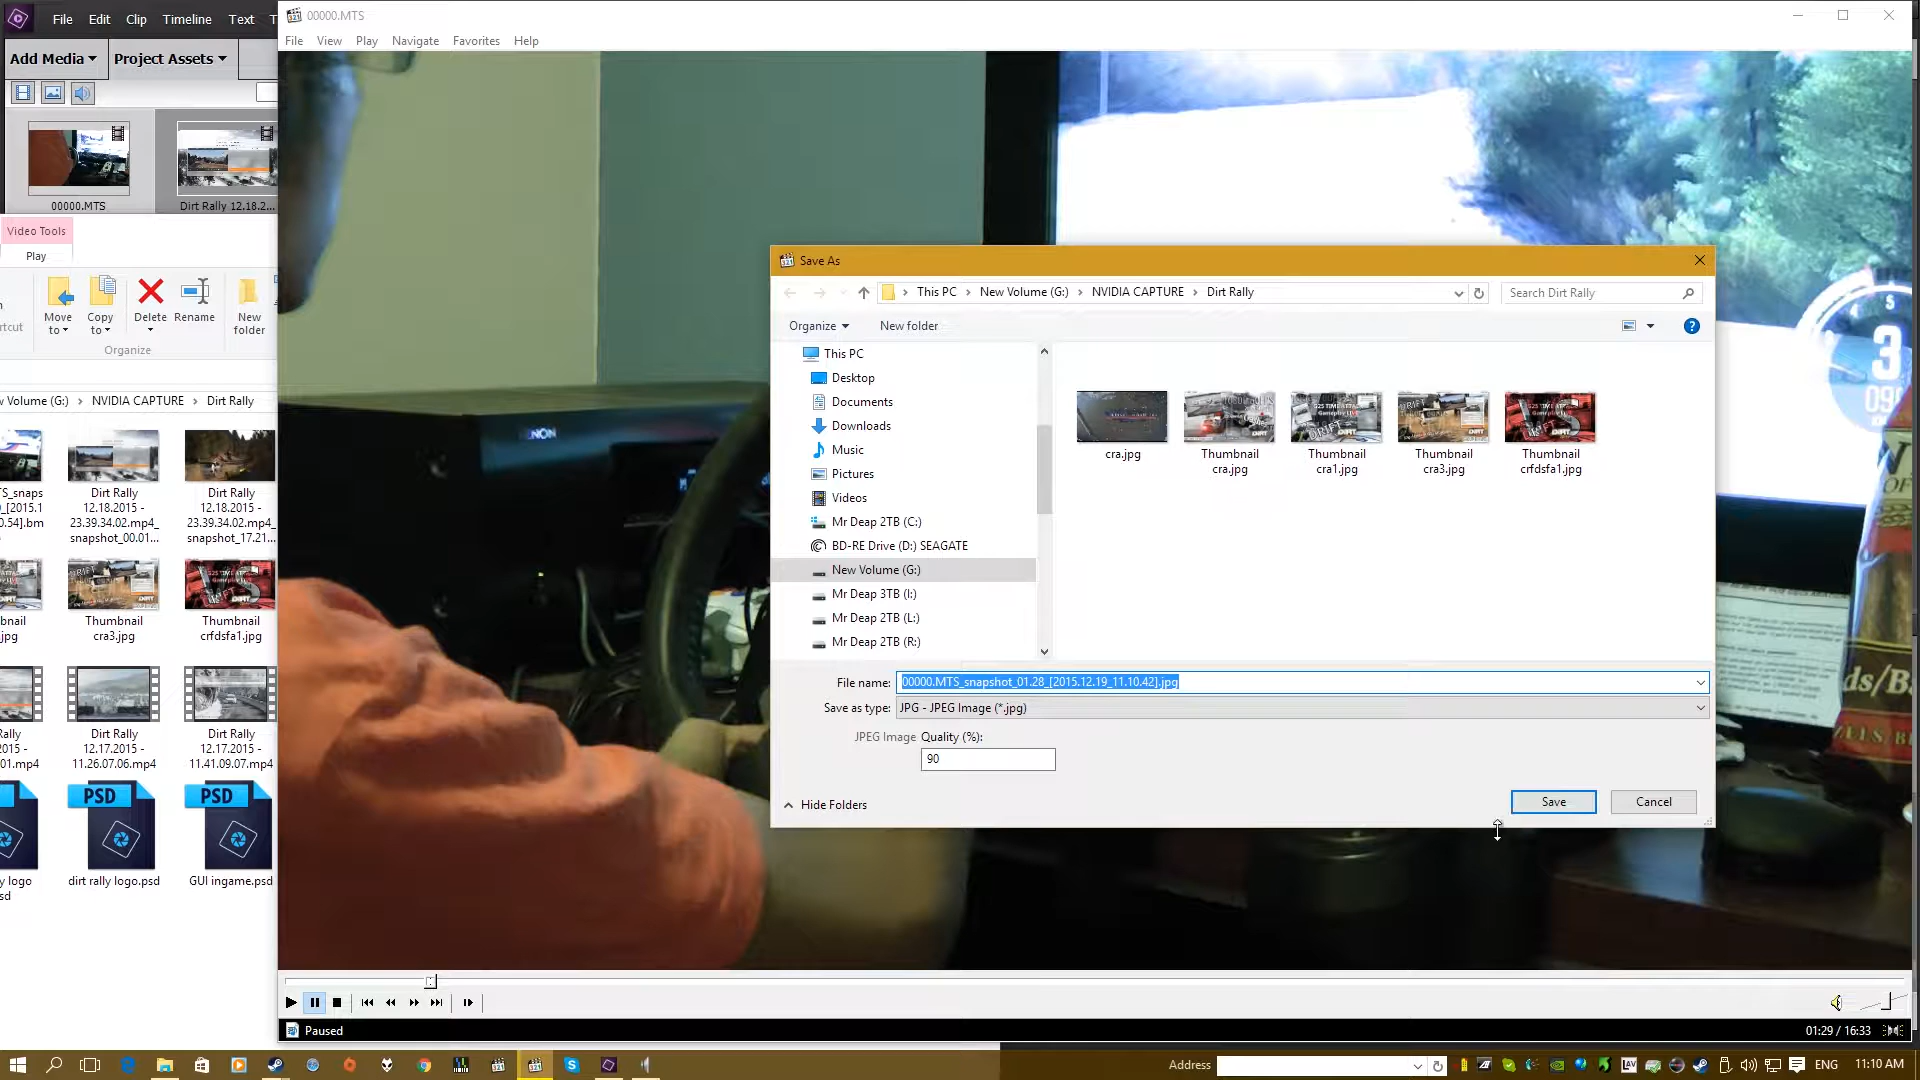 File Edit Clip Timeline Text
00000.MTS
File View Play Navigate Favorites Help
Add Media Project Assets
00000.MTS
Dirt Rally 12.18.2...
Video Tools
Play
Move to
Copy to
Delete
Rename
New folder
Organize
NVIDIA CAPTURE > Dirt Rally
Dirt Rally 12.18.2015 - 23.39.34.02.mp4_snapshot_00.01...
Dirt Rally 12.18.2015 - 23.39.34.02.mp4_snapshot_17.21...
Thumbnail cra3.jpg
Thumbnail crfdsfa1.jpg
Dirt Rally 12.17.2015 - 11.26.07.06.mp4
Dirt Rally 12.17.2015 - 11.41.09.07.mp4
PSD
PSD
dirt rally logo.psd
GUI ingame.psd
Save As
This PC > New Volume (G:) > NVIDIA CAPTURE > Dirt Rally
Search Dirt Rally
Organize
New folder
This PC
Desktop
Documents
Downloads
Music
Pictures
Videos
Mr Deap 2TB (C:)
BD-RE Drive (D:) SEAGATE
New Volume (G:)
Mr Deap 3TB (I:)
Mr Deap 2TB (L:)
Mr Deap 2TB (R:)
cra.jpg
Thumbnail cra.jpg
Thumbnail cra1.jpg
Thumbnail cra3.jpg
Thumbnail crfdsfa1.jpg
File name: 00000.MTS_snapshot_01.28_[2015.12.19_11.10.42].jpg
Save as type: JPG - JPEG Image (*.jpg)
JPEG Image Quality (%):
90
Hide Folders
Save
Cancel
Paused
01:29 / 16:33
Address
ENG
11:10 AM